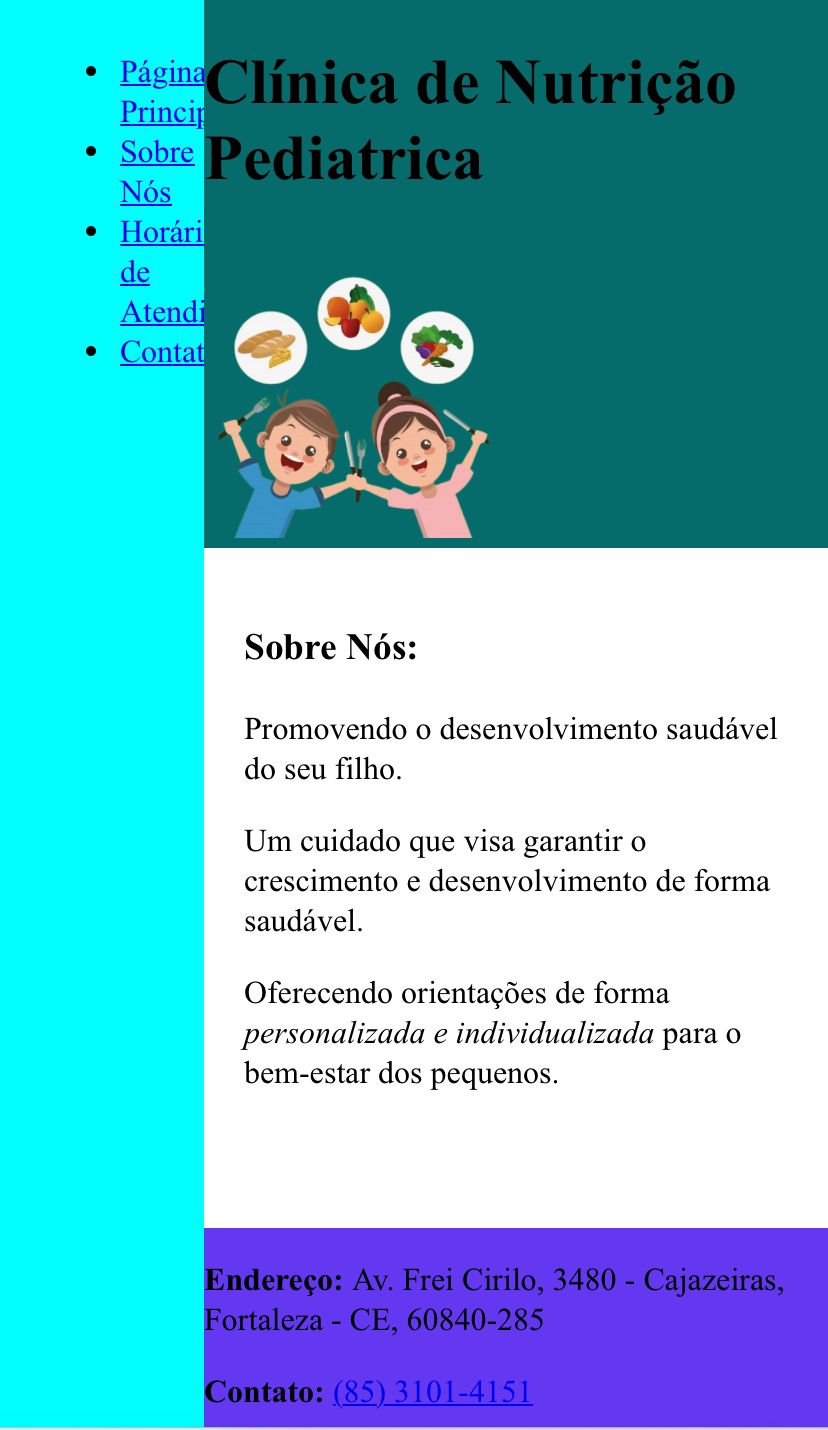 Página
Princip
Sobre
Nós
Horári
de
Atendi
Contat
Clínica de Nutrição
Pediatrica
Sobre Nós:
Promovendo o desenvolvimento saudável
do seu filho.
Um cuidado que visa garantir o
crescimento e desenvolvimento de forma
saudável.
Oferecendo orientações de forma
personalizada e individualizada para o
bem-estar dos pequenos.
Endereço: Av. Frei Cirilo, 3480 - Cajazeiras,
Fortaleza - CE, 60840-285
Contato: (85) 3101-4151